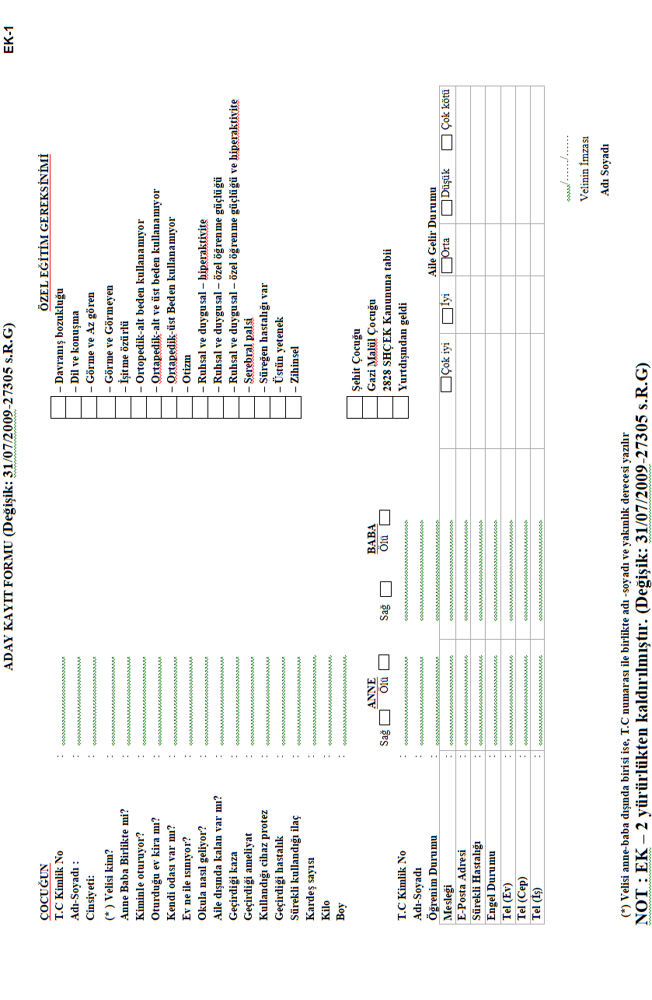 EK-1
ADAY KAYIT FORMU (Değişik: 31/07/2009-27305 s.R.G)
ÇOCUĞUN
T.C Kimlik No :
Adı-Soyadı : :
Cinsiyeti: :
(* ) Velisi kim? :
Anne Baba Birlikte mi? :
Kiminle oturuyor? :
Oturduğu ev kira mı? :
Kendi odası var mı? :
Ev ne ile ısınıyor? :
Okula nasıl geliyor? :
Aile dışında kalan var mı? :
Geçirdiği kaza :
Geçirdiği ameliyat :
Kullandığı cihaz protez :
Geçirdiği hastalık :
Sürekli kullandığı ilaç :
Kardeş sayısı :
Kilo :
Boy :
ÖZEL EĞİTİM GEREKSİNİMİ
– Davranış bozukluğu
– Dil ve konuşma
– Görme ve Az gören
– Görme ve Görmeyen
– İşitme özürlü
– Ortopedik-alt beden kullanamıyor
– Ortapedik-alt ve üst beden kullanamıyor
– Ortapedik-üst Beden kullanamıyor
– Otizm
– Ruhsal ve duygusal – hiperaktivite
– Ruhsal ve duygusal – özel öğrenme güçlüğü
– Ruhsal ve duygusal – özel öğrenme güçlüğü ve hiperaktivite
– Serebral palsi
– Süreğen hastalığı var
– Üstün yetenek
– Zihinsel
Şehit Çocuğu
Gazi Malül Çocuğu
2828 SHÇEK Kanununa tabii
Yurtdışından geldi
ANNE BABA
Sağ Ölü Sağ Ölü
T.C Kimlik No :
Adı-Soyadı :
Öğrenim Durumu : Aile Gelir Durumu
Mesleği : Çok iyi İyi Orta Düşük Çok kötü
E-Posta Adresi :
Sürekli Hastalığı :
Engel Durumu :
Tel (Ev) :
Tel (Cep) :
Tel (İş) :
...../....../......
Velinin İmzası
Adı Soyadı
(*) Velisi anne-baba dışında birisi ise, T.C numarası ile birlikte adı -soyadı ve yakınlık derecesi yazılır
NOT : EK – 2 yürürlükten kaldırılmıştır. (Değişik: 31/07/2009-27305 s.R.G)